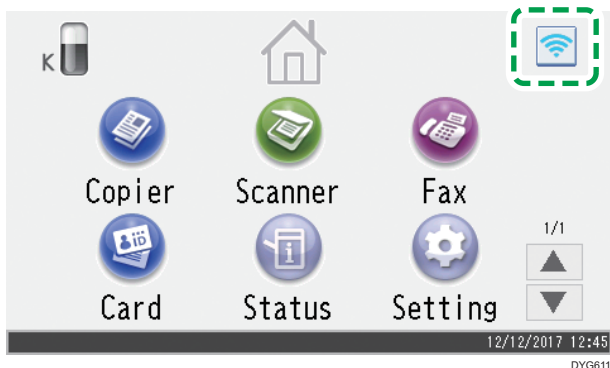 K
Copier Scanner Fax
1/1
Card Status Setting
12/12/2017 12:45
DYG611